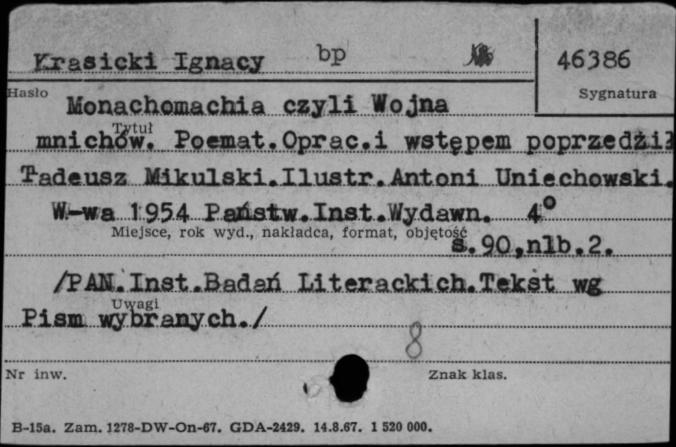 Krasicki Ignacy bp 46386
Hasło Sygnatura
Monachomachia czyli Wojna
Tytuł
mnichów. Poemat.Oprac.i wstępem poprzedził
Tadeusz Mikulski.Ilustr.Antoni Uniechowski.
W-wa 1954 Państw.Inst.Wydawn. 4°
Miejsce, rok wyd., nakładca, format, objętość
s.90,nlb.2.
/PAN.Inst.Badań Literackich.Tekst wg
Uwagi
Pism wybranych./
8
Nr inw. Znak klas.
B-15a. Zam. 1278-DW-On-67. GDA-2429. 14.8.67. 1 520 000.